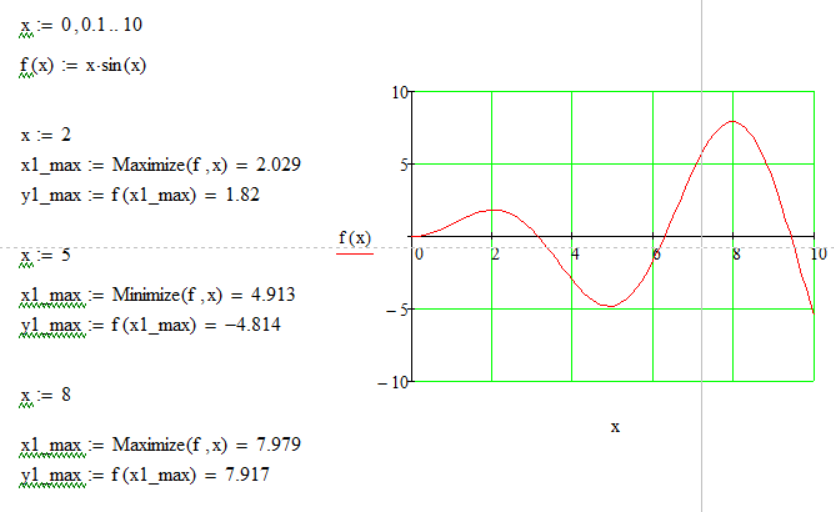 x := 0,0.1.. 10
f(x) := x·sin(x)
x := 2
x1_max := Maximize(f ,x) = 2.029
y1_max := f(x1_max) = 1.82
x := 5
x1_max := Minimize(f ,x) = 4.913
y1_max := f(x1_max) = −4.814
x := 8
x1_max := Maximize(f ,x) = 7.979
y1_max := f(x1_max) = 7.917
10
5
f(x)
0 2 4 6 8 10
−5
−10
x